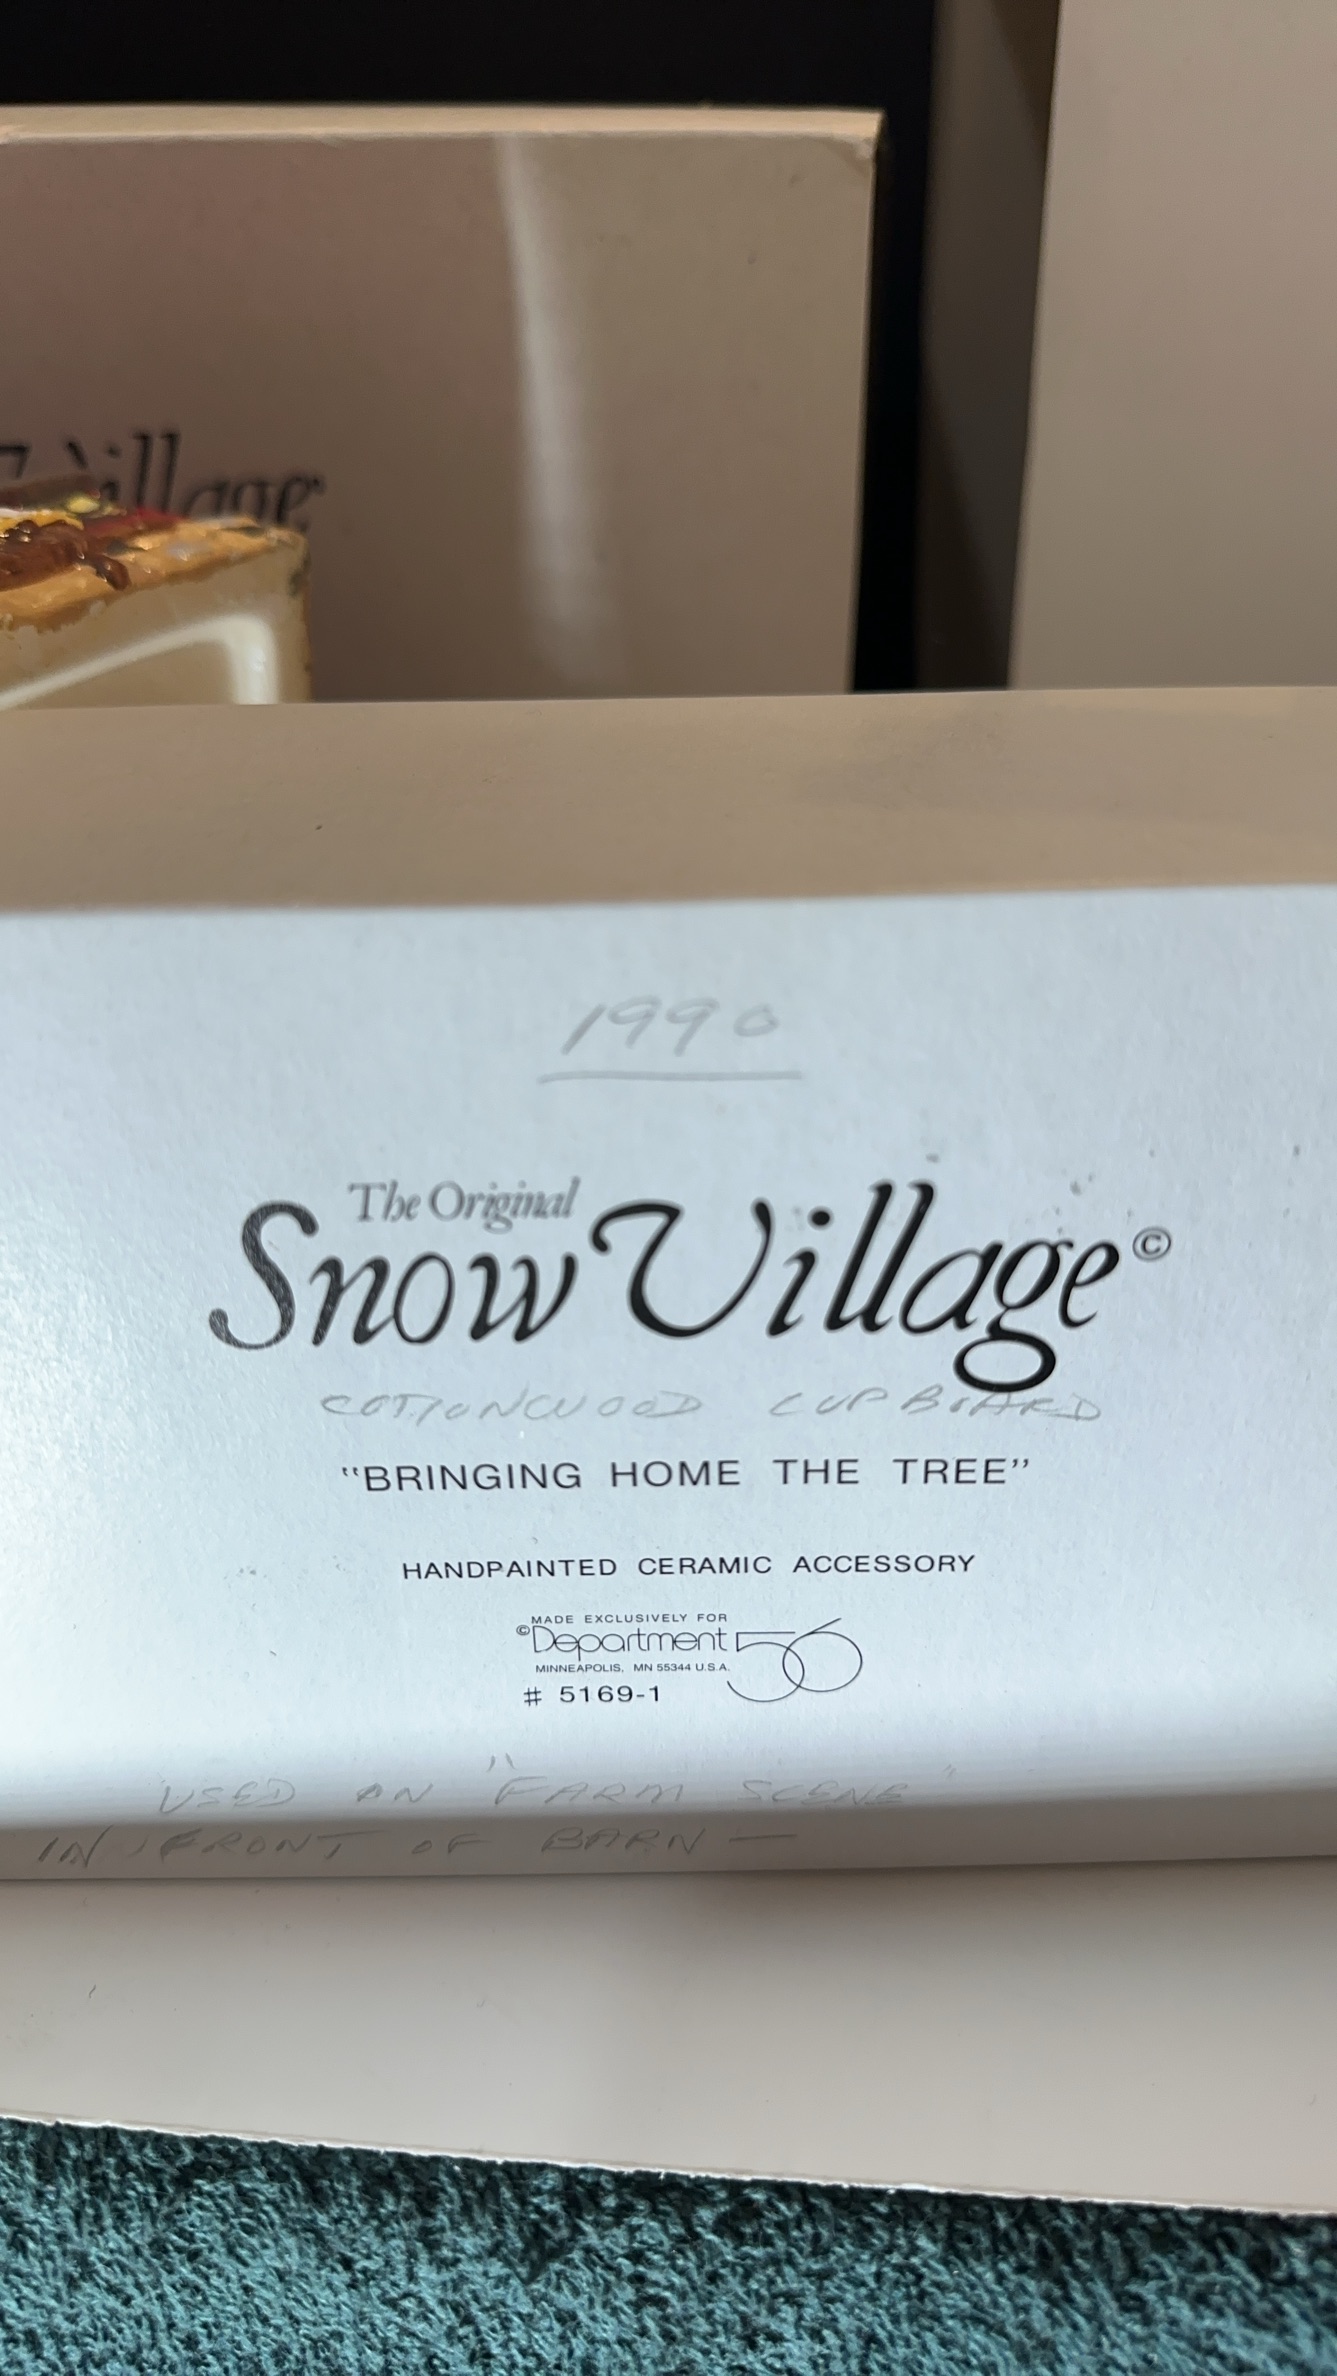 Village
1990
The Original
Snow Village©
COTTONWOOD CUPBOARD
“BRINGING HOME THE TREE”
HANDPAINTED CERAMIC ACCESSORY
MADE EXCLUSIVELY FOR
©Department 56
MINNEAPOLIS, MN 55344 U.S.A.
# 5169-1
USED ON "FARM SCENE"
IN FRONT OF BARN —